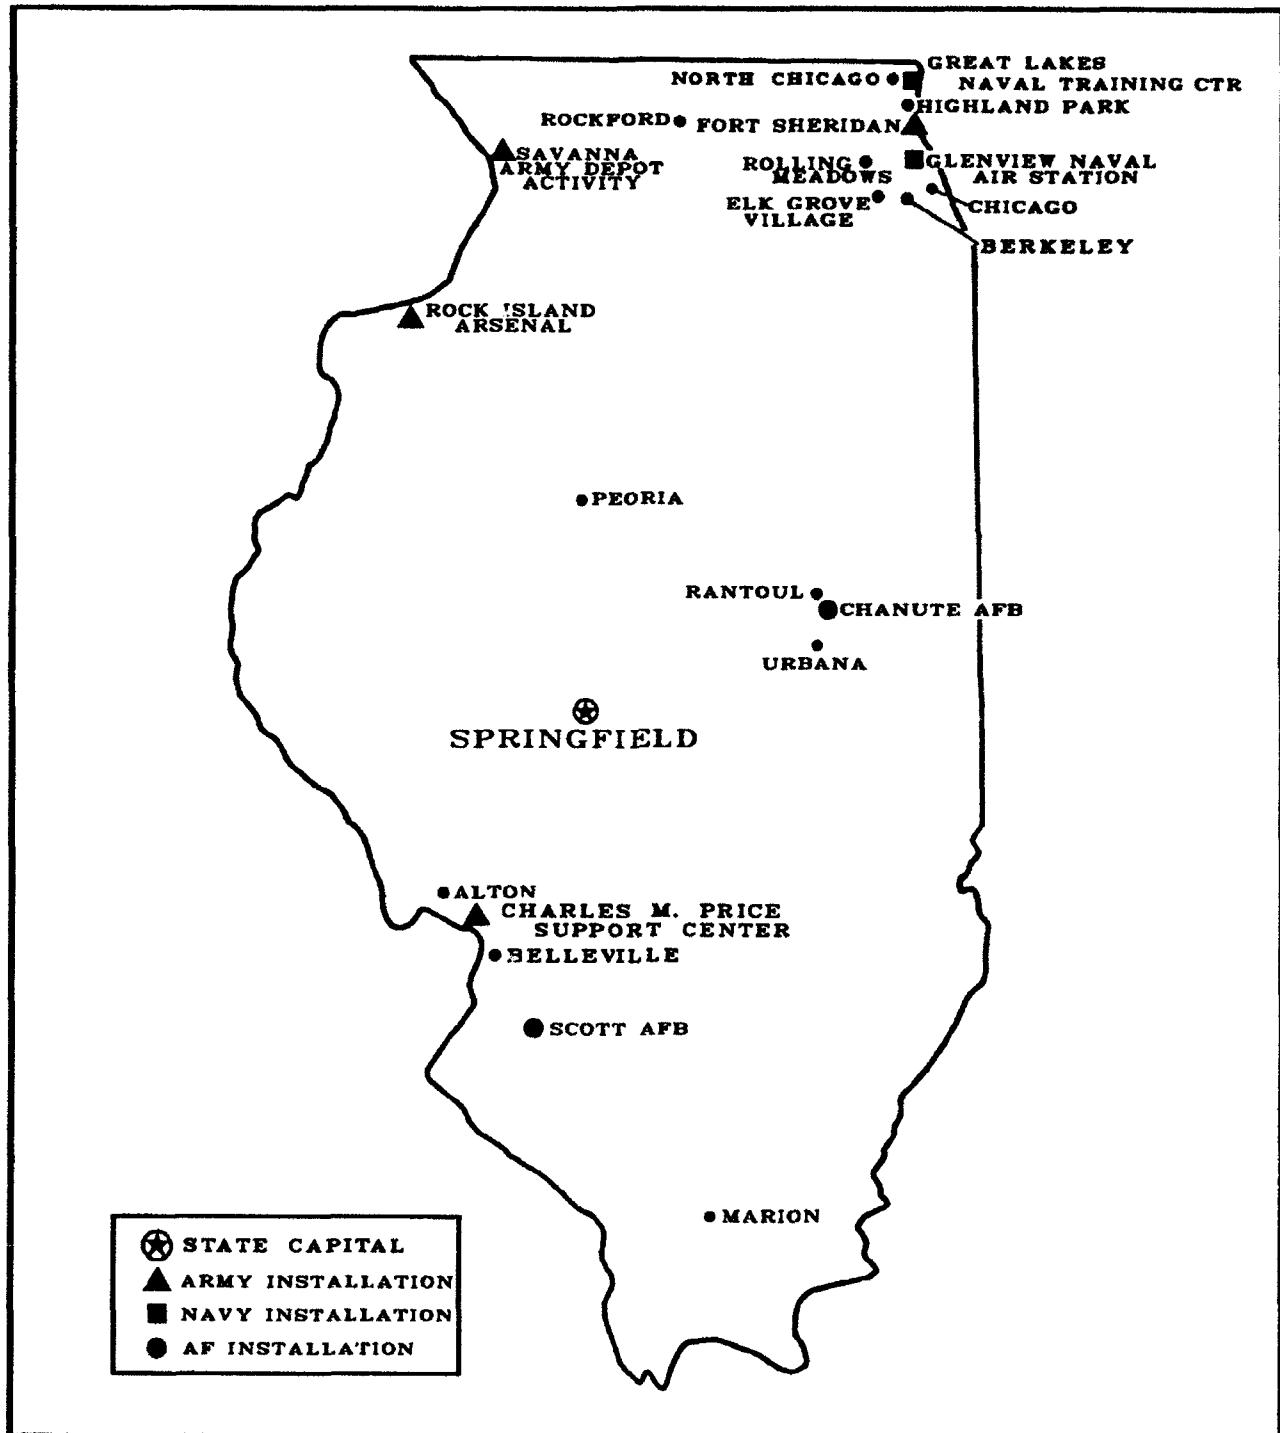 GREAT LAKES
NORTH CHICAGO
NAVAL TRAINING CTR
HIGHLAND PARK
ROCKFORD
FORT SHERIDAN
SAVANNA
ARMY DEPOT
ACTIVITY
ROLLING
MEADOWS
GLENVIEW NAVAL
AIR STATION
ELK GROVE
VILLAGE
CHICAGO
BERKELEY
ROCK ISLAND
ARSENAL
PEORIA
RANTOUL
CHANUTE AFB
URBANA
SPRINGFIELD
ALTON
CHARLES M. PRICE
SUPPORT CENTER
BELLEVILLE
SCOTT AFB
MARION
STATE CAPITAL
ARMY INSTALLATION
NAVY INSTALLATION
AF INSTALLATION